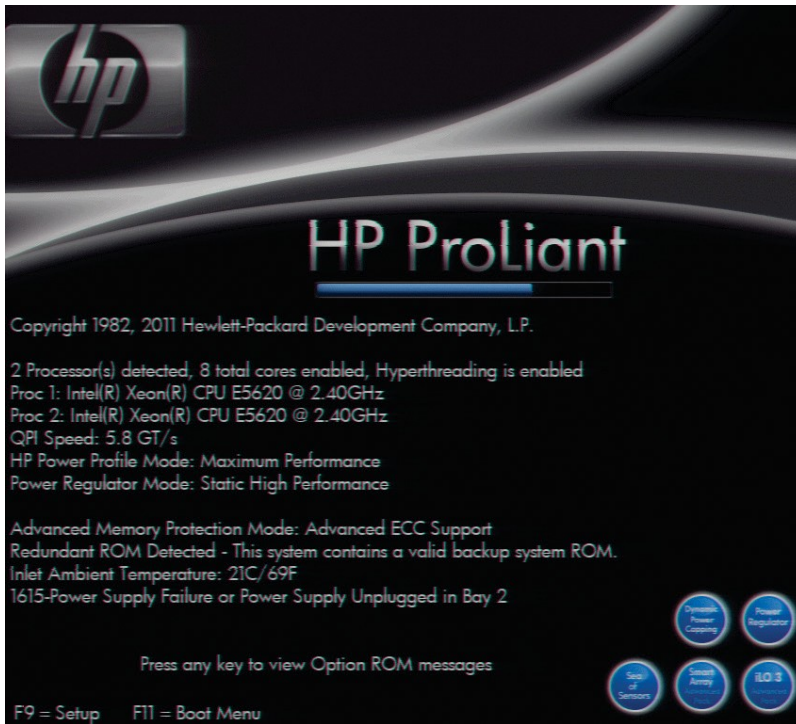 hp
HP ProLiant
Copyright 1982, 2011 Hewlett-Packard Development Company, L.P.
2 Processor(s) detected, 8 total cores enabled, Hyperthreading is enabled
Proc 1: Intel(R) Xeon(R) CPU E5620 @ 2.40GHz
Proc 2: Intel(R) Xeon(R) CPU E5620 @ 2.40GHz
QPI Speed: 5.8 GT/s
HP Power Profile Mode: Maximum Performance
Power Regulator Mode: Static High Performance
Advanced Memory Protection Mode: Advanced ECC Support
Redundant ROM Detected - This system contains a valid backup system ROM.
Inlet Ambient Temperature: 21C/69F
1615-Power Supply Failure or Power Supply Unplugged in Bay 2
Dynamic
Power
Capping
Power
Regulator
Press any key to view Option ROM messages
Sea
of
Sensors
Smart
Array
Advanced
iLO 3
Advanced
F9 = Setup F11 = Boot Menu